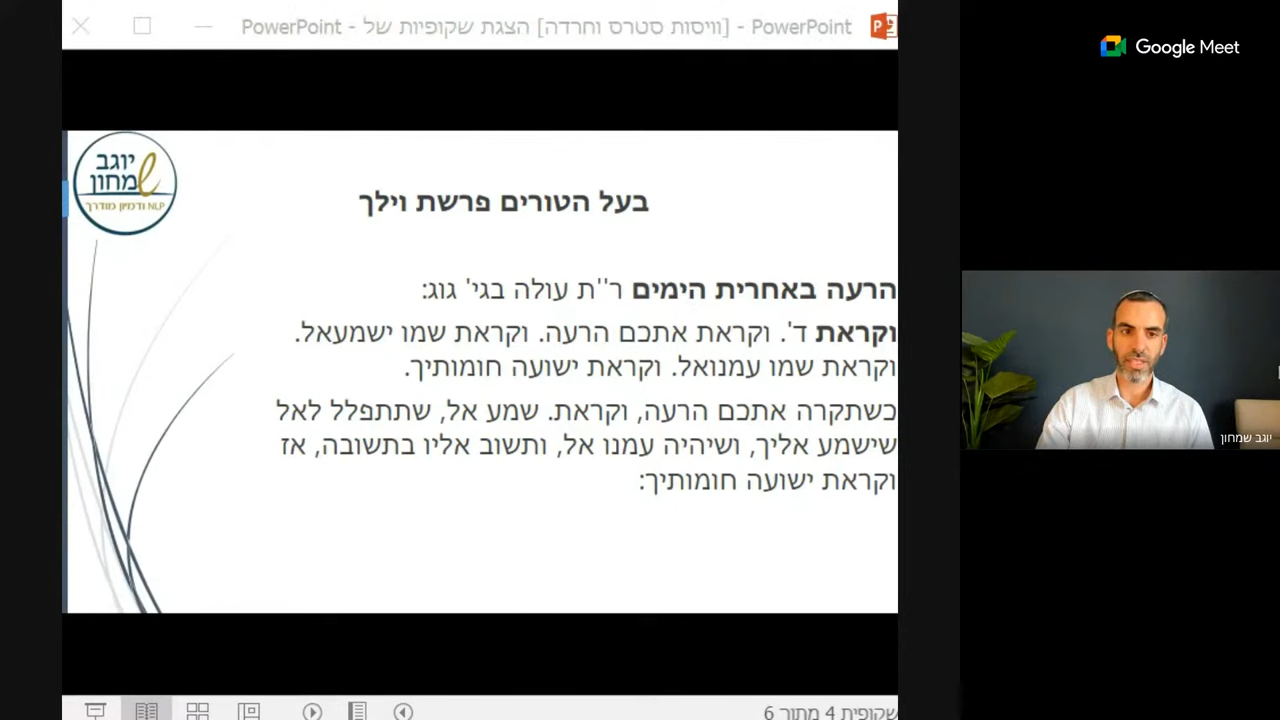 PowerPoint - [וויסות סטרס וחרדה] הצגת שקופיות של - PowerPoint
Google Meet
יוגב
שמחון
NLP ודמיון מודרך
בעל הטורים פרשת וילך
הרעה באחרית הימים ר''ת עולה בגי' גוג:
וקראת ד'. וקראת אתכם הרעה. וקראת שמו ישמעאל.
וקראת שמו עמנואל. וקראת ישועה חומותיך.
כשתקרה אתכם הרעה, וקראת. שמע אל, שתתפלל לאל
שישמע אליך, ושיהיה עמנו אל, ותשוב אליו בתשובה, אז
וקראת ישועה חומותיך:
יוגב שמחון
שקופית 4 מתוך 6